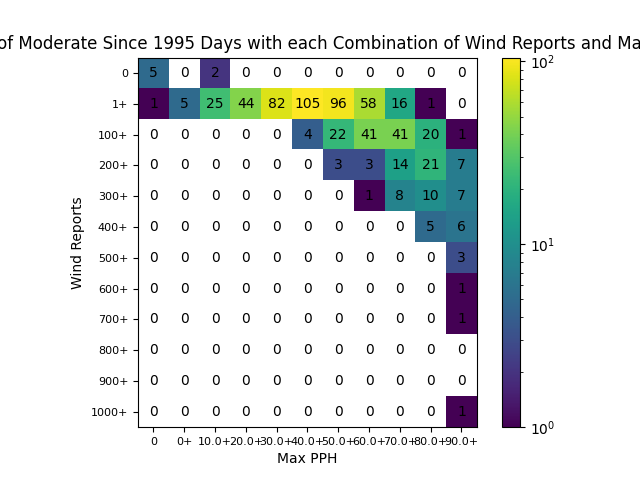 of Moderate Since 1995 Days with each Combination of Wind Reports and Ma
0 5 0 2 0 0 0 0 0 0 0 0
1+ 1 5 25 44 82 105 96 58 16 1 0
100+ 0 0 0 0 0 4 22 41 41 20 1
200+ 0 0 0 0 0 0 3 3 14 21 7
300+ 0 0 0 0 0 0 0 1 8 10 7
400+ 0 0 0 0 0 0 0 0 0 5 6
500+ 0 0 0 0 0 0 0 0 0 0 3
600+ 0 0 0 0 0 0 0 0 0 0 1
700+ 0 0 0 0 0 0 0 0 0 0 1
800+ 0 0 0 0 0 0 0 0 0 0 0
900+ 0 0 0 0 0 0 0 0 0 0 0
1000+ 0 0 0 0 0 0 0 0 0 0 1
0 0+ 10.0+ 20.0+ 30.0+ 40.0+ 50.0+ 60.0+ 70.0+ 80.0+ 90.0+
Max PPH
Wind Reports
10²
10¹
10⁰